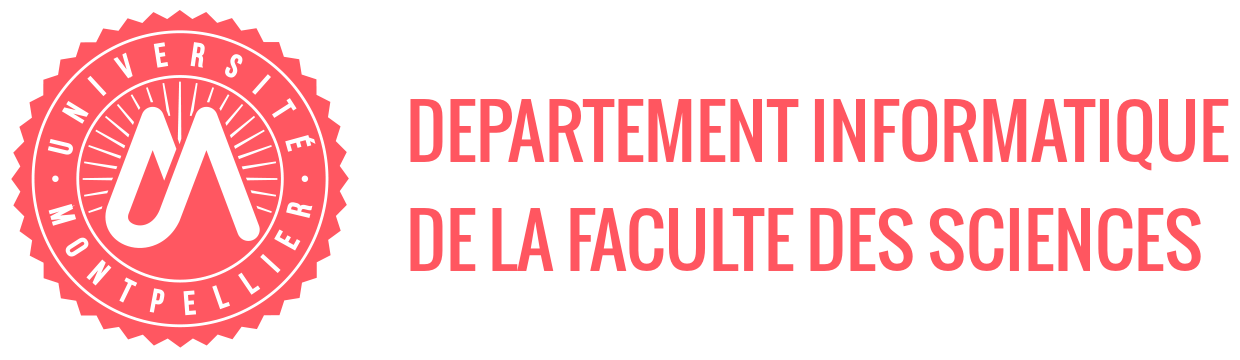 UNIVERSITÉ
MONTPELLIER
DEPARTEMENT INFORMATIQUE
DE LA FACULTE DES SCIENCES